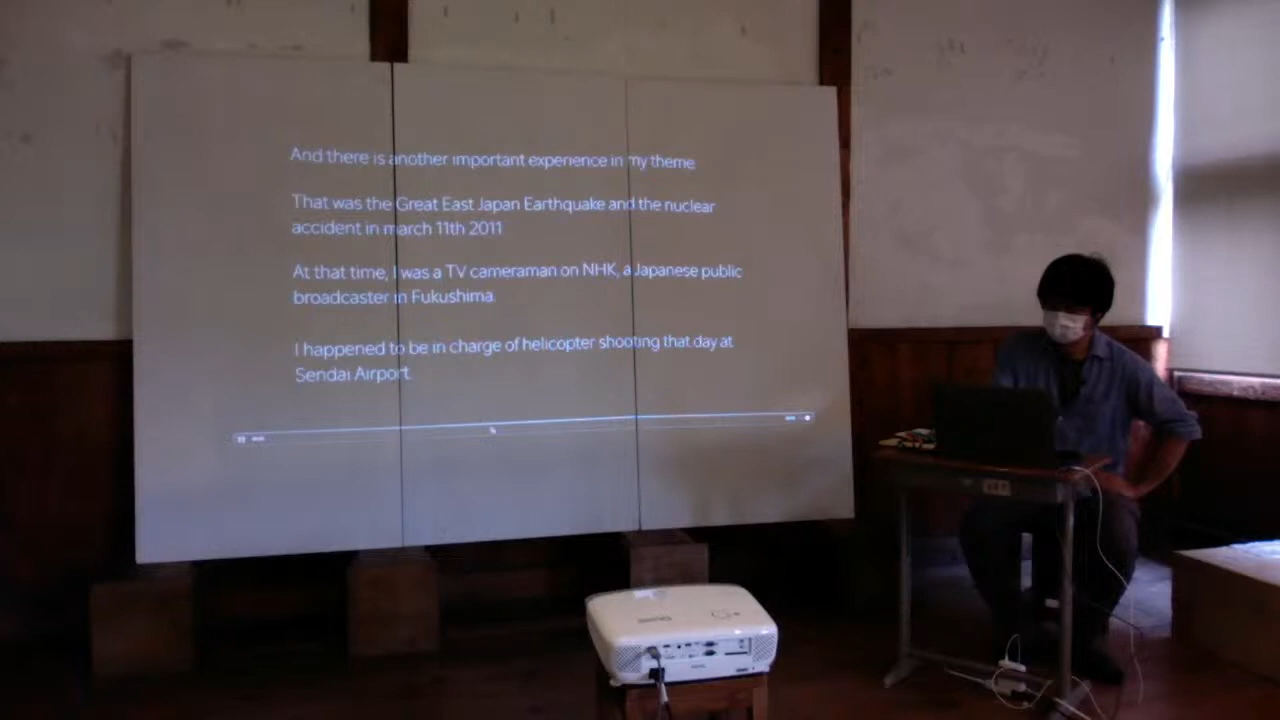 And there is another important experience in my theme
That was the Great East Japan Earthquake and the nuclear
accident in march 11th 2011
At that time, I was a TV cameraman on NHK, a Japanese public
broadcaster in Fukushima.
I happened to be in charge of helicopter shooting that day at
Sendai Airport.